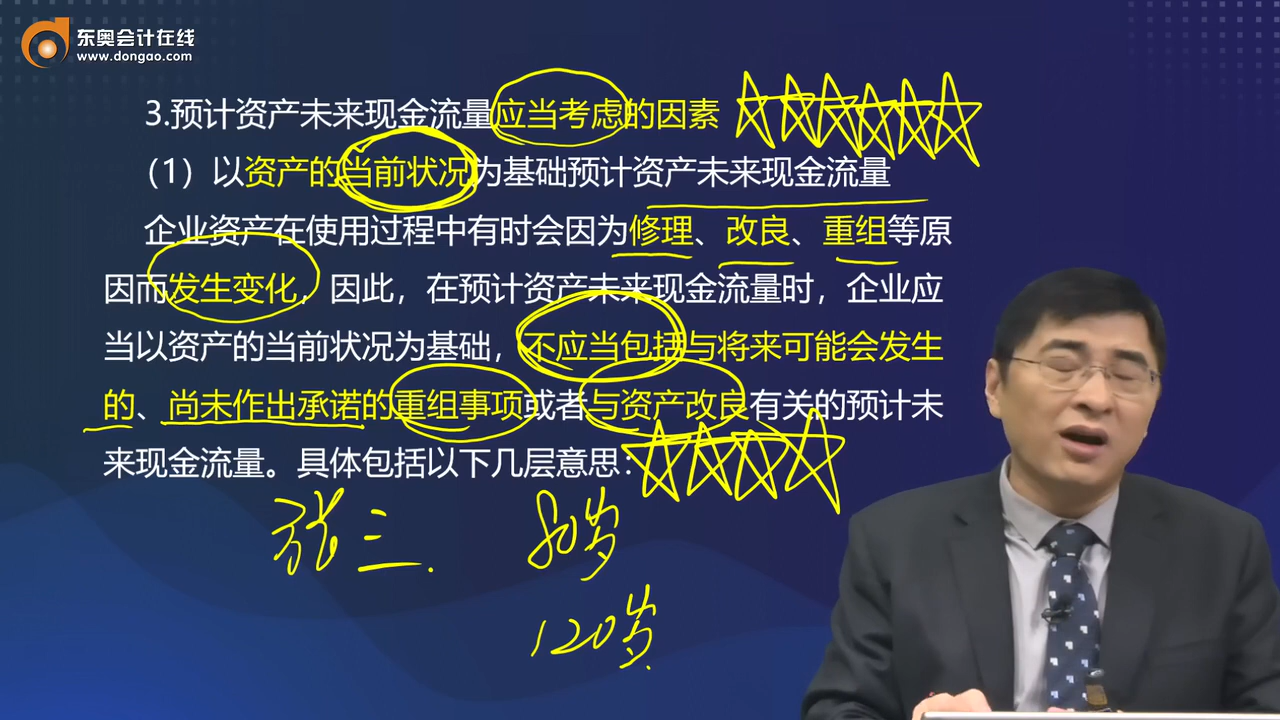 东奥会计在线
www.dongao.com
3.预计资产未来现金流量应当考虑的因素
（1）以资产的当前状况为基础预计资产未来现金流量
企业资产在使用过程中有时会因为修理、改良、重组等原
因而发生变化，因此，在预计资产未来现金流量时，企业应
当以资产的当前状况为基础，不应当包括与将来可能会发生
的、尚未作出承诺的重组事项或者与资产改良有关的预计未
来现金流量。具体包括以下几层意思：
张三. 80岁
120岁.